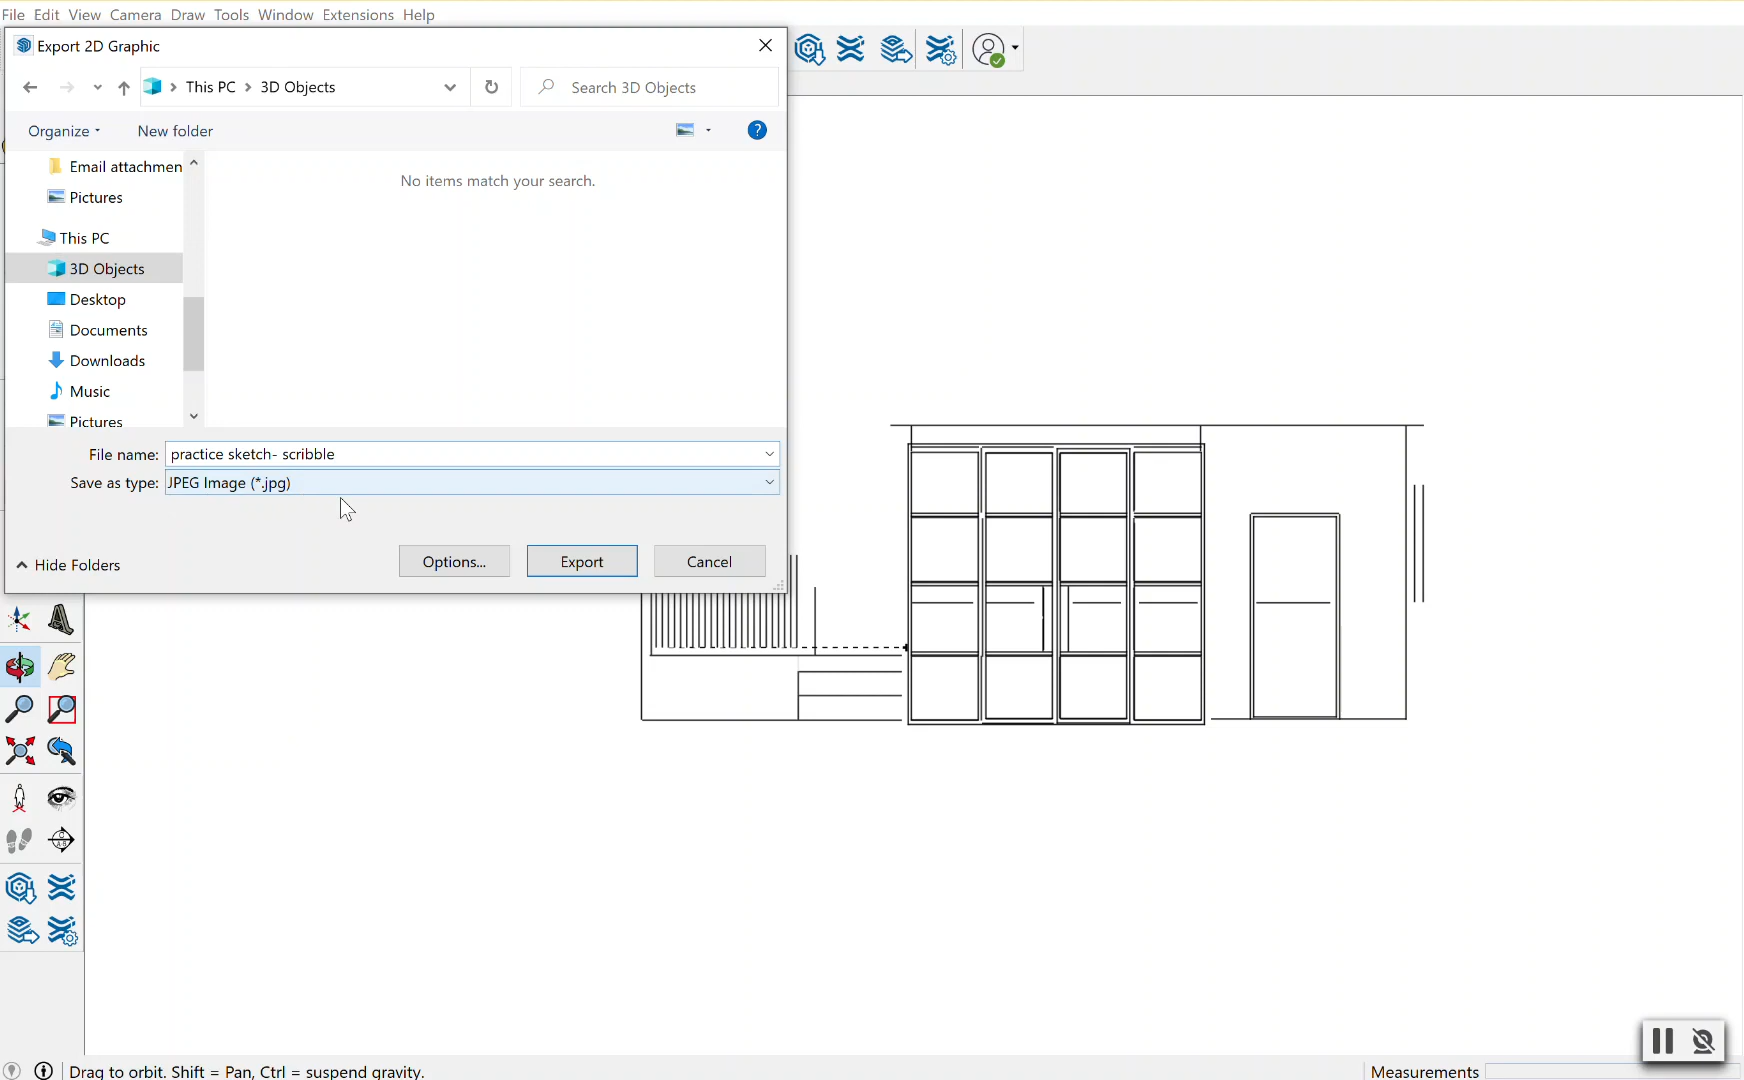 File Edit View Camera Draw Tools Window Extensions Help
Export 2D Graphic
This PC > 3D Objects
Search 3D Objects
Organize
New folder
?
Email attachmen
Pictures
This PC
3D Objects
Desktop
Documents
Downloads
Music
Pictures
No items match your search.
File name: practice sketch- scribble
Save as type: JPEG Image (*.jpg)
Hide Folders
Options...
Export
Cancel
Drag to orbit. Shift = Pan, Ctrl = suspend gravity.
Measurements